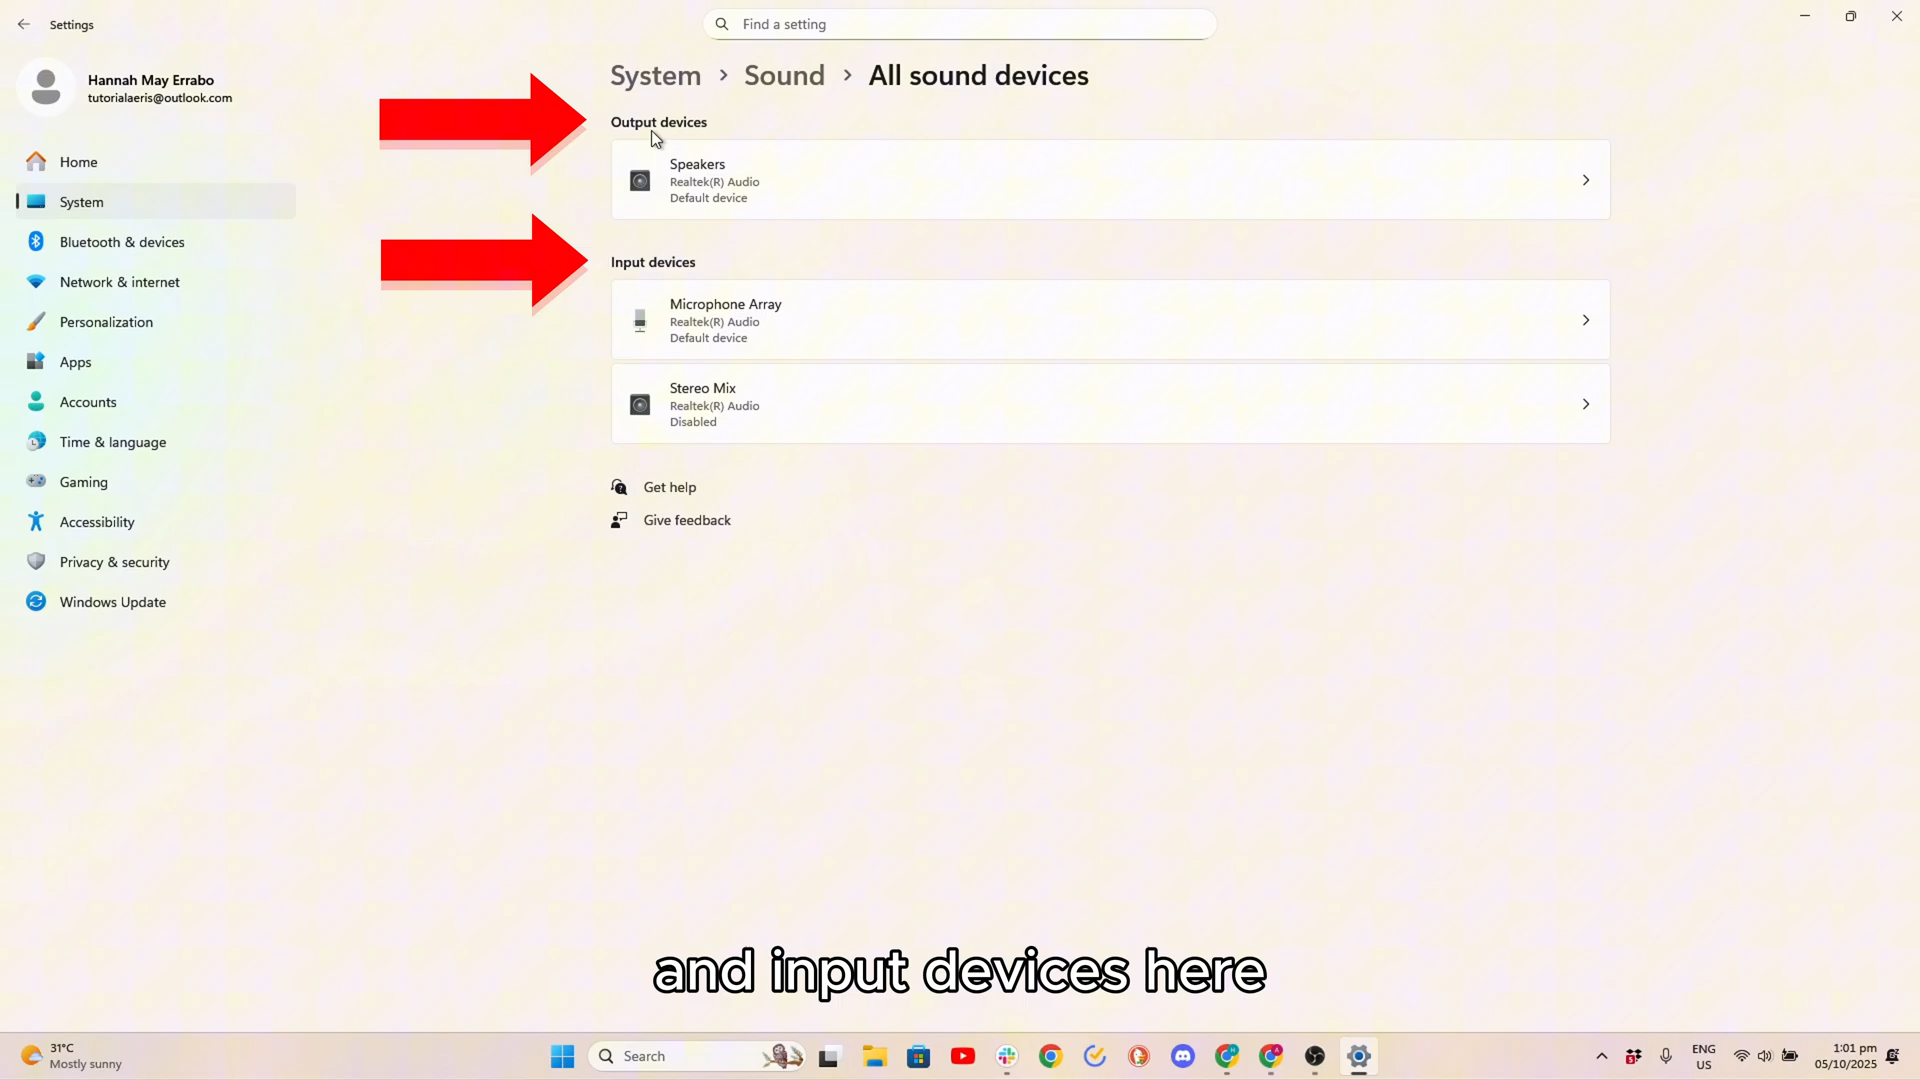 Settings
Find a setting
Hannah May Errabo
tutorialaeris@outlook.com
Home
System
Bluetooth & devices
Network & internet
Personalization
Apps
Accounts
Time & language
Gaming
Accessibility
Privacy & security
Windows Update
System > Sound > All sound devices
Output devices
Speakers
Realtek(R) Audio
Default device
Input devices
Microphone Array
Realtek(R) Audio
Default device
Stereo Mix
Realtek(R) Audio
Disabled
Get help
Give feedback
and input devices here
31°C
Mostly sunny
Search
ENG
US
1:01 pm
05/10/2025